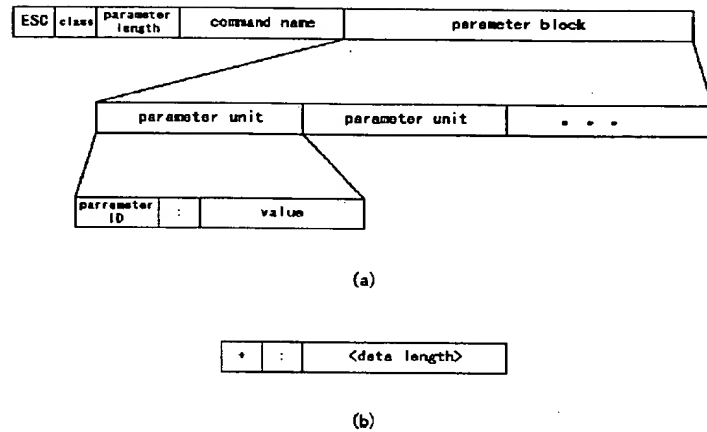 ESC class parameter length command name parameter block
parameter unit parameter unit . . .
parrameter ID : value
(a)
+ : <data length>
(b)